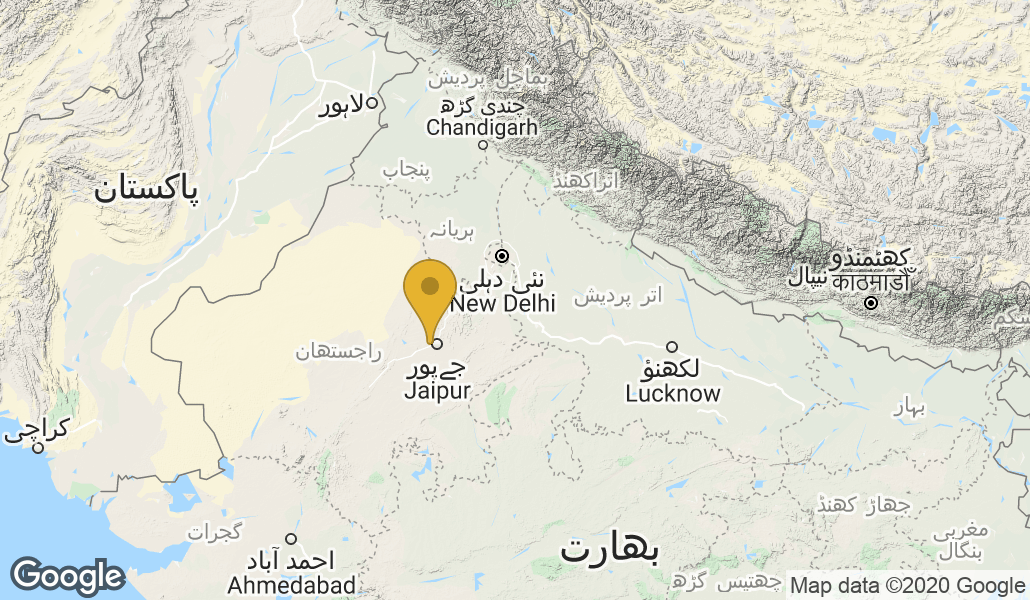 ہماچل پردیش
چندی گڑھ
Chandigarh
لاہور
پنجاب
اتراکھنڈ
پاکستان
ہریانہ
نئی دہلی
New Delhi
کھٹمنڈو
نیپال
काठमाडौँ
اتر پردیش
سکم
راجستھان
جے پور
Jaipur
لکھنؤ
Lucknow
بہار
کراچی
جھاڑ کھنڈ
گجرات
مغربی
بنگال
احمد آباد
Ahmedabad
بھارت
چھتیس گڑھ
Google
Map data ©2020 Google